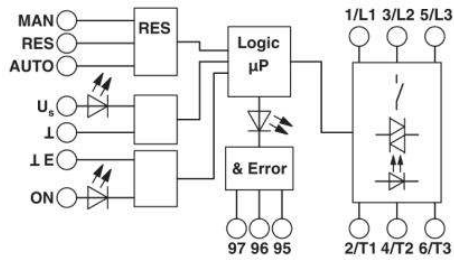 MAN
RES
AUTO
RES
Us
⊥
⊥ E
ON
Logic
µP
& Error
97 96 95
1/L1 3/L2 5/L3
2/T1 4/T2 6/T3